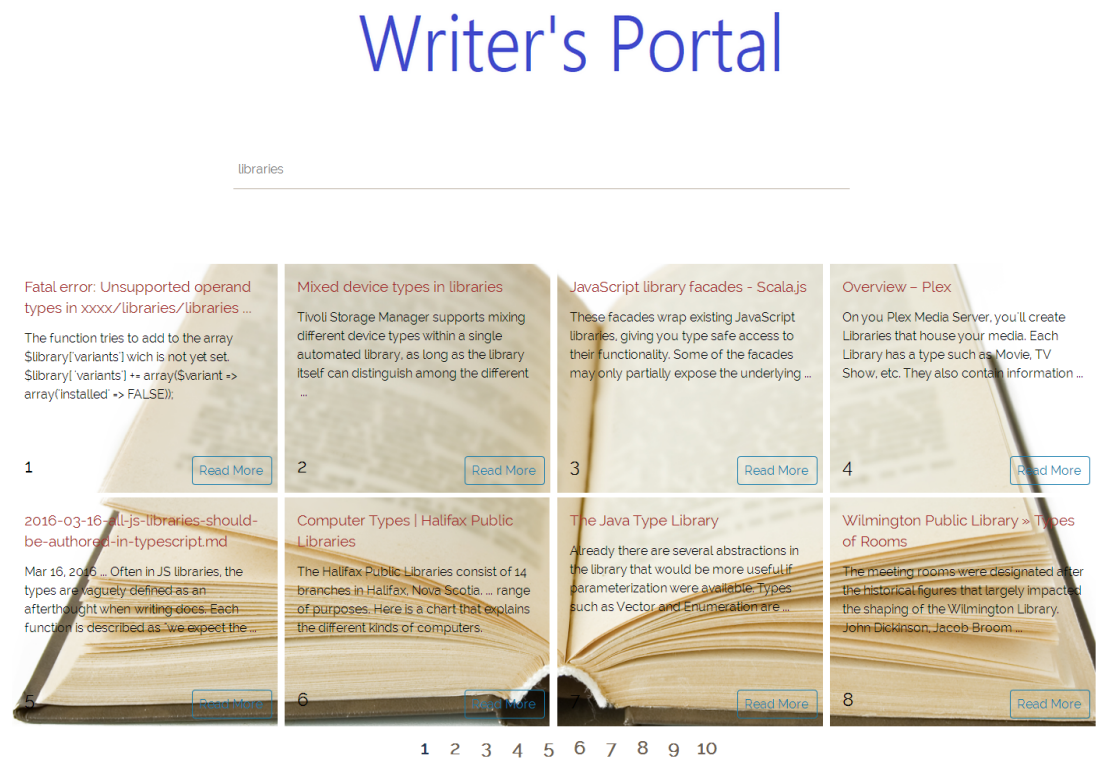 Writer's Portal
libraries
Fatal error: Unsupported operand
types in xxxx/libraries/libraries ...
The function tries to add to the array
$library['variants'] wich is not yet set.
$library[ 'variants'] += array($variant =>
array('installed' => FALSE));
1
Read More
Mixed device types in libraries
Tivoli Storage Manager supports mixing
different device types within a single
automated library, as long as the library
itself can distinguish among the different
...
2
Read More
JavaScript library facades - Scala.js
These facades wrap existing JavaScript
libraries, giving you type safe access to
their functionality. Some of the facades
may only partially expose the underlying ...
3
Read More
Overview – Plex
On you Plex Media Server, you'll create
Libraries that house your media. Each
Library has a type such as Movie, TV
Show, etc. They also contain information ...
4
Read More
2016-03-16-all-js-libraries-should-
be-authored-in-typescript.md
Mar 16, 2016 ... Often in JS libraries, the
types are vaguely defined as an
afterthought when writing docs. Each
function is described as "we expect the ...
5
Read More
Computer Types | Halifax Public
Libraries
The Halifax Public Libraries consist of 14
branches in Halifax, Nova Scotia. ... range
of purposes. Here is a chart that explains
the different kinds of computers.
6
Read More
The Java Type Library
Already there are several abstractions in
the library that would be more useful if
parameterization were available. Types
such as Vector and Enumeration are ...
7
Read More
Wilmington Public Library » Types
of Rooms
The meeting rooms were designated after
the historical figures that largely impacted
the shaping of the Wilmington Library.
John Dickinson, Jacob Broom ...
8
Read More
1 2 3 4 5 6 7 8 9 10